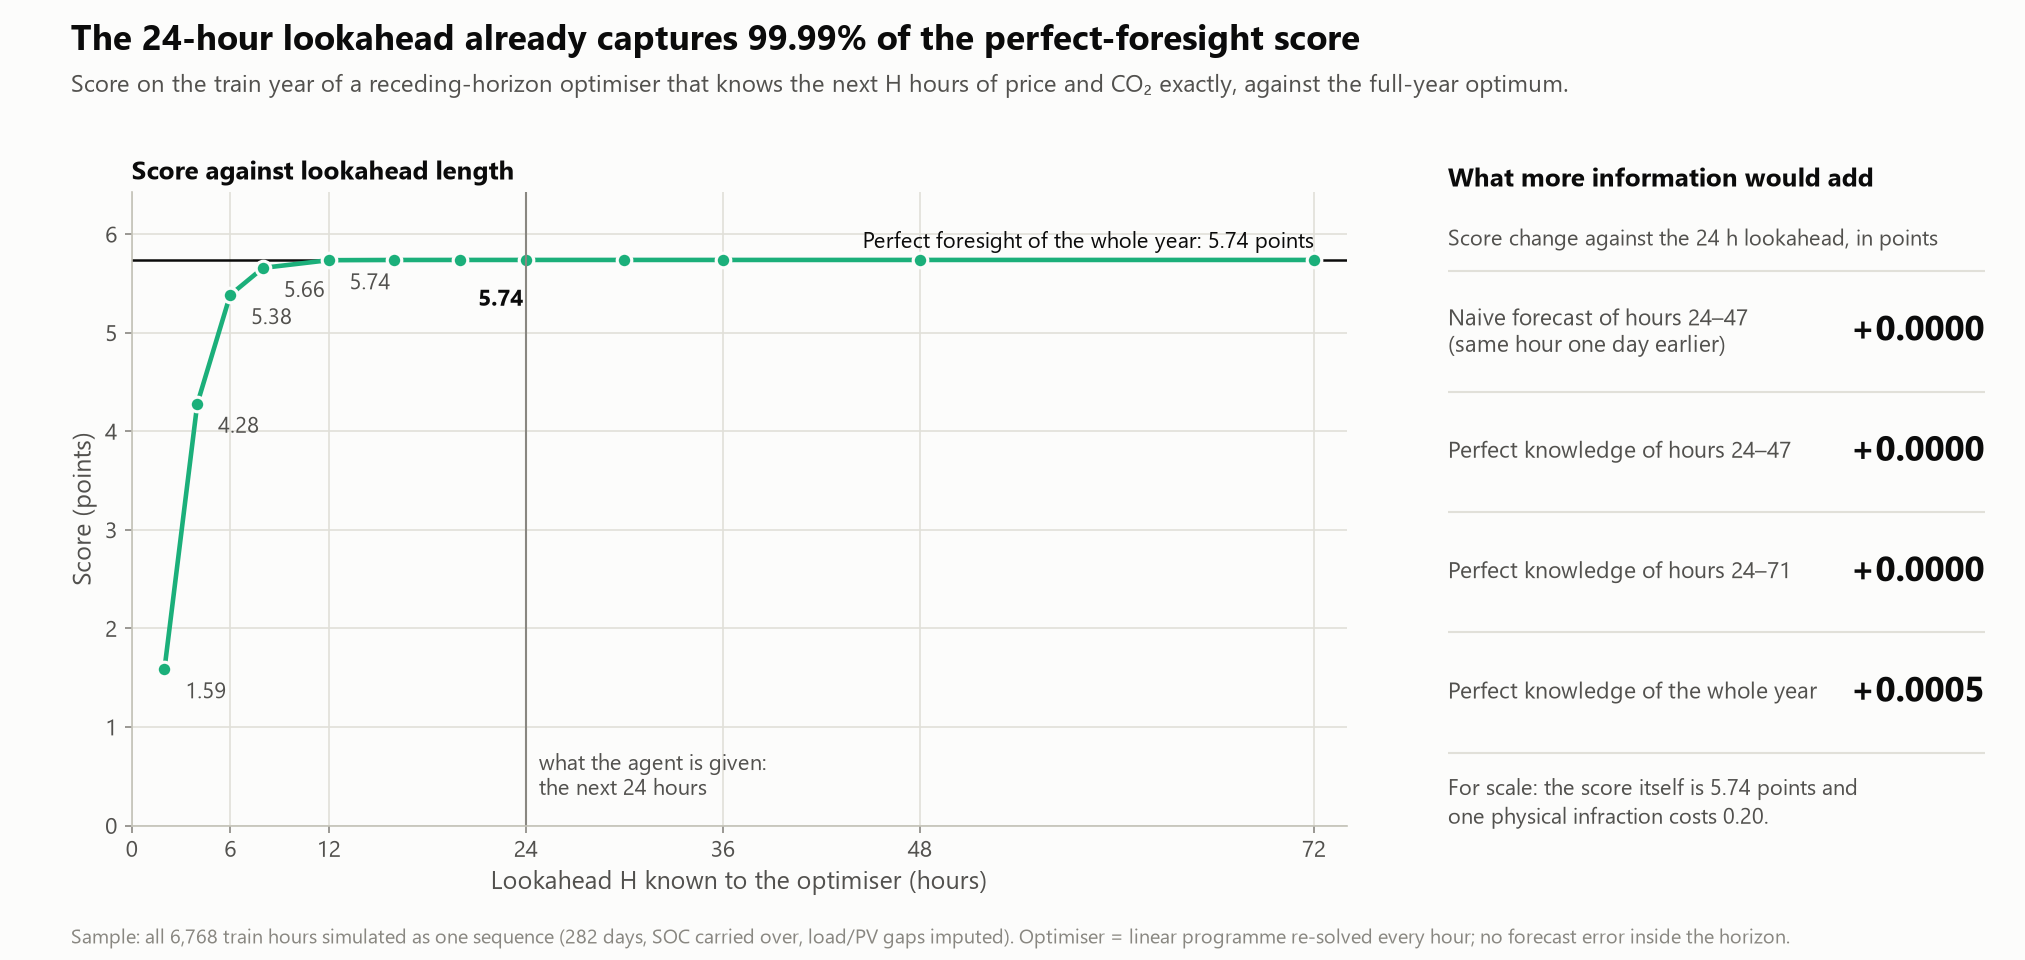 The 24-hour lookahead already captures 99.99% of the perfect-foresight score
Score on the train year of a receding-horizon optimiser that knows the next H hours of price and CO₂ exactly, against the full-year optimum.
Score against lookahead length
Score (points)
6
5
4
3
2
1
0
Perfect foresight of the whole year: 5.74 points
5.74
5.66
5.74
5.38
4.28
1.59
what the agent is given:
the next 24 hours
0
6
12
24
36
48
72
Lookahead H known to the optimiser (hours)
What more information would add
Score change against the 24 h lookahead, in points
Naive forecast of hours 24–47
(same hour one day earlier)
+0.0000
Perfect knowledge of hours 24–47
+0.0000
Perfect knowledge of hours 24–71
+0.0000
Perfect knowledge of the whole year
+0.0005
For scale: the score itself is 5.74 points and
one physical infraction costs 0.20.
Sample: all 6,768 train hours simulated as one sequence (282 days, SOC carried over, load/PV gaps imputed). Optimiser = linear programme re-solved every hour; no forecast error inside the horizon.